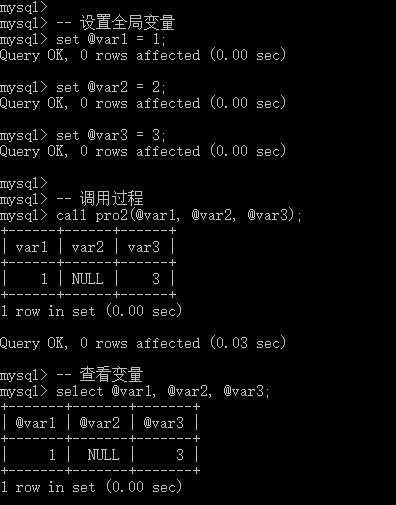 mysql>
mysql> -- 设置全局变量
mysql> set @var1 = 1;
Query OK, 0 rows affected (0.00 sec)
mysql> set @var2 = 2;
Query OK, 0 rows affected (0.00 sec)
mysql> set @var3 = 3;
Query OK, 0 rows affected (0.00 sec)
mysql>
mysql> -- 调用过程
mysql> call pro2(@var1, @var2, @var3);
+------+------+------+
| var1 | var2 | var3 |
+------+------+------+
|    1 | NULL |    3 |
+------+------+------+
1 row in set (0.00 sec)
Query OK, 0 rows affected (0.03 sec)
mysql> -- 查看变量
mysql> select @var1, @var2, @var3;
+-------+-------+-------+
| @var1 | @var2 | @var3 |
+-------+-------+-------+
|     1 |  NULL |     3 |
+-------+-------+-------+
1 row in set (0.00 sec)